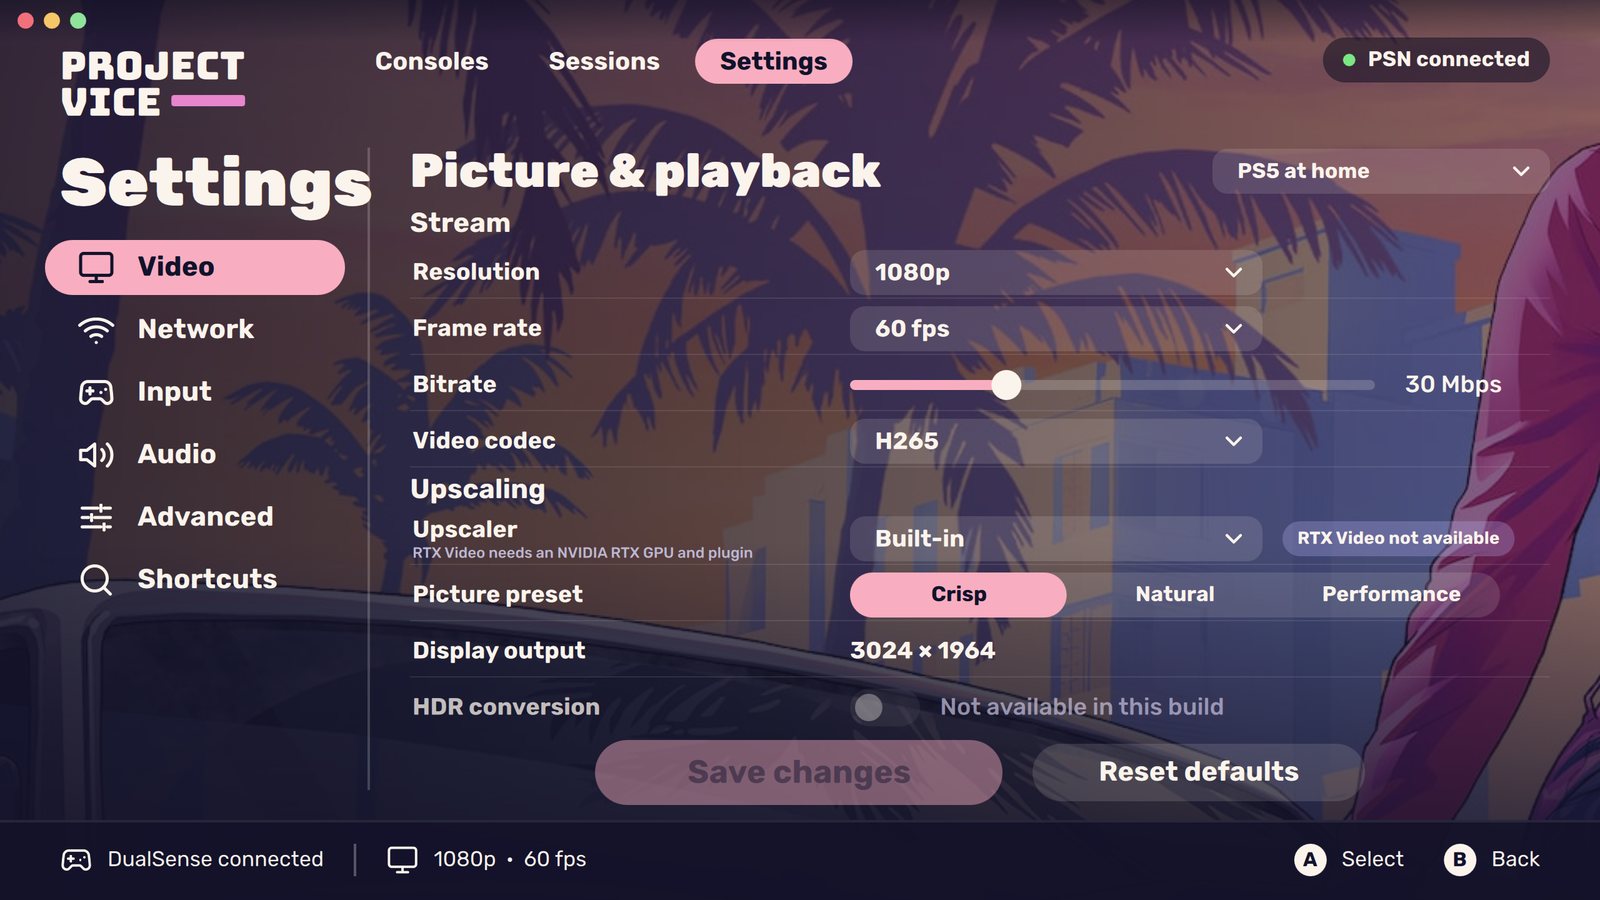 PROJECT
VICE
Consoles
Sessions
Settings
PSN connected
Settings
Video
Network
Input
Audio
Advanced
Shortcuts
Picture & playback
PS5 at home
Stream
Resolution
1080p
Frame rate
60 fps
Bitrate
30 Mbps
Video codec
H265
Upscaling
Upscaler
RTX Video needs an NVIDIA RTX GPU and plugin
Built-in
RTX Video not available
Picture preset
Crisp
Natural
Performance
Display output
3024 × 1964
HDR conversion
Not available in this build
Save changes
Reset defaults
DualSense connected
1080p • 60 fps
A Select
B Back